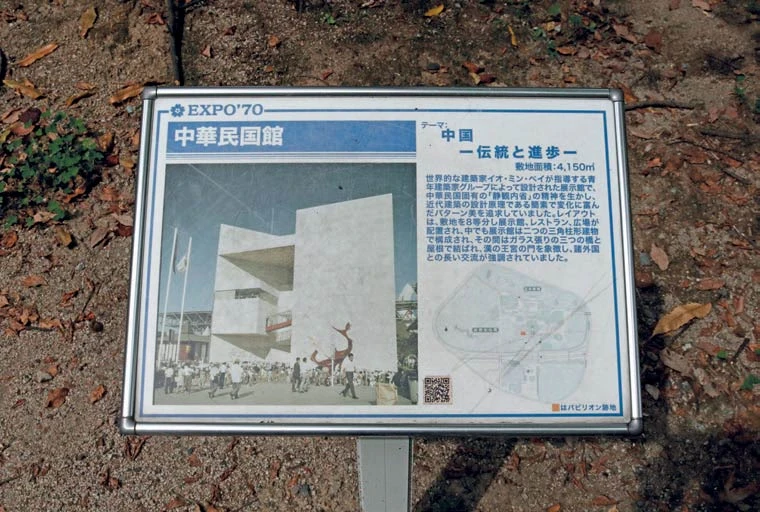 EXPO'70
中華民国館
テーマ:
中国
ー伝統と進歩ー
敷地面積:4,150㎡
世界的な建築家イオ・ミン・ペイが指導する青
年建築家グループによって設計された展示館で、
中華民国固有の「静観内省」の精神を生かし、
近代建築の設計原理である簡素で変化に富ん
だパターン美を追求していました。レイアウト
は、敷地を8等分し展示館、レストラン、広場が
配置され、中でも展示館は二つの三角柱形建物
で構成され、その間はガラス張りの三つの橋と
屋根で結ばれ、漢の王宮の門を象徴し、諸外国
との長い交流が強調されていました。
はパビリオン跡地